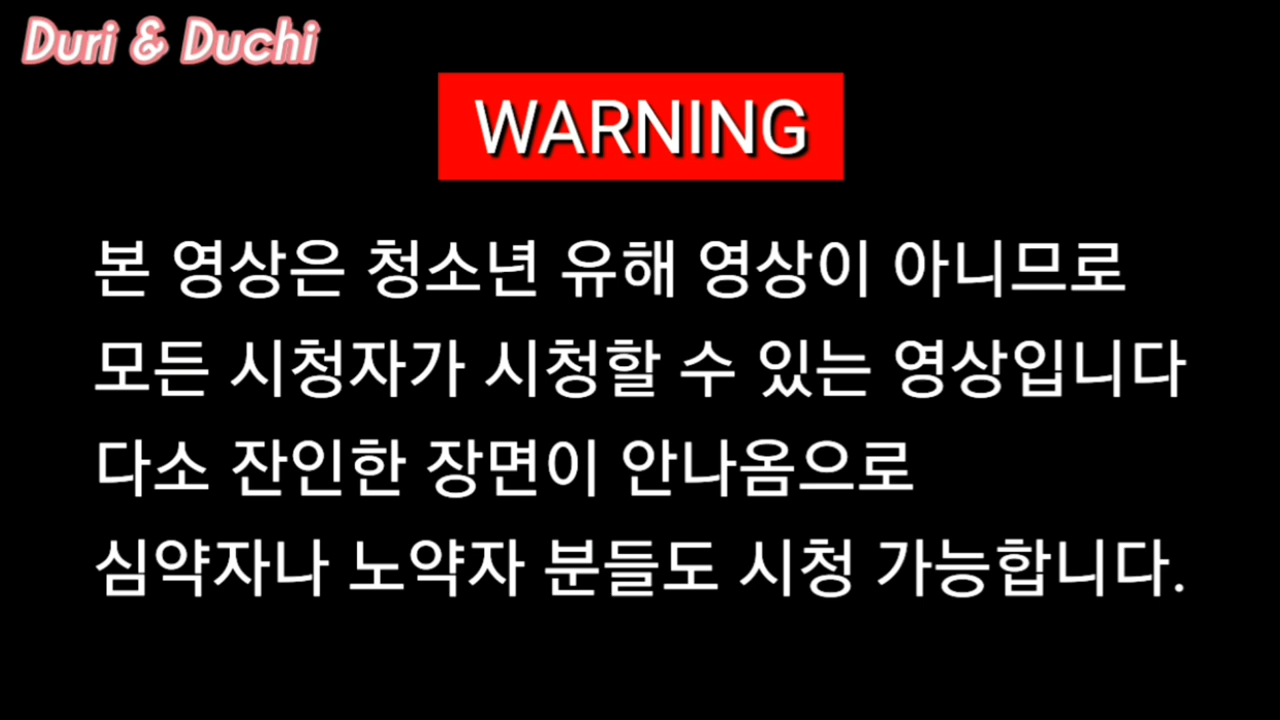 Duri & Duchi
WARNING
본 영상은 청소년 유해 영상이 아니므로
모든 시청자가 시청할 수 있는 영상입니다
다소 잔인한 장면이 안나옴으로
심약자나 노약자 분들도 시청 가능합니다.